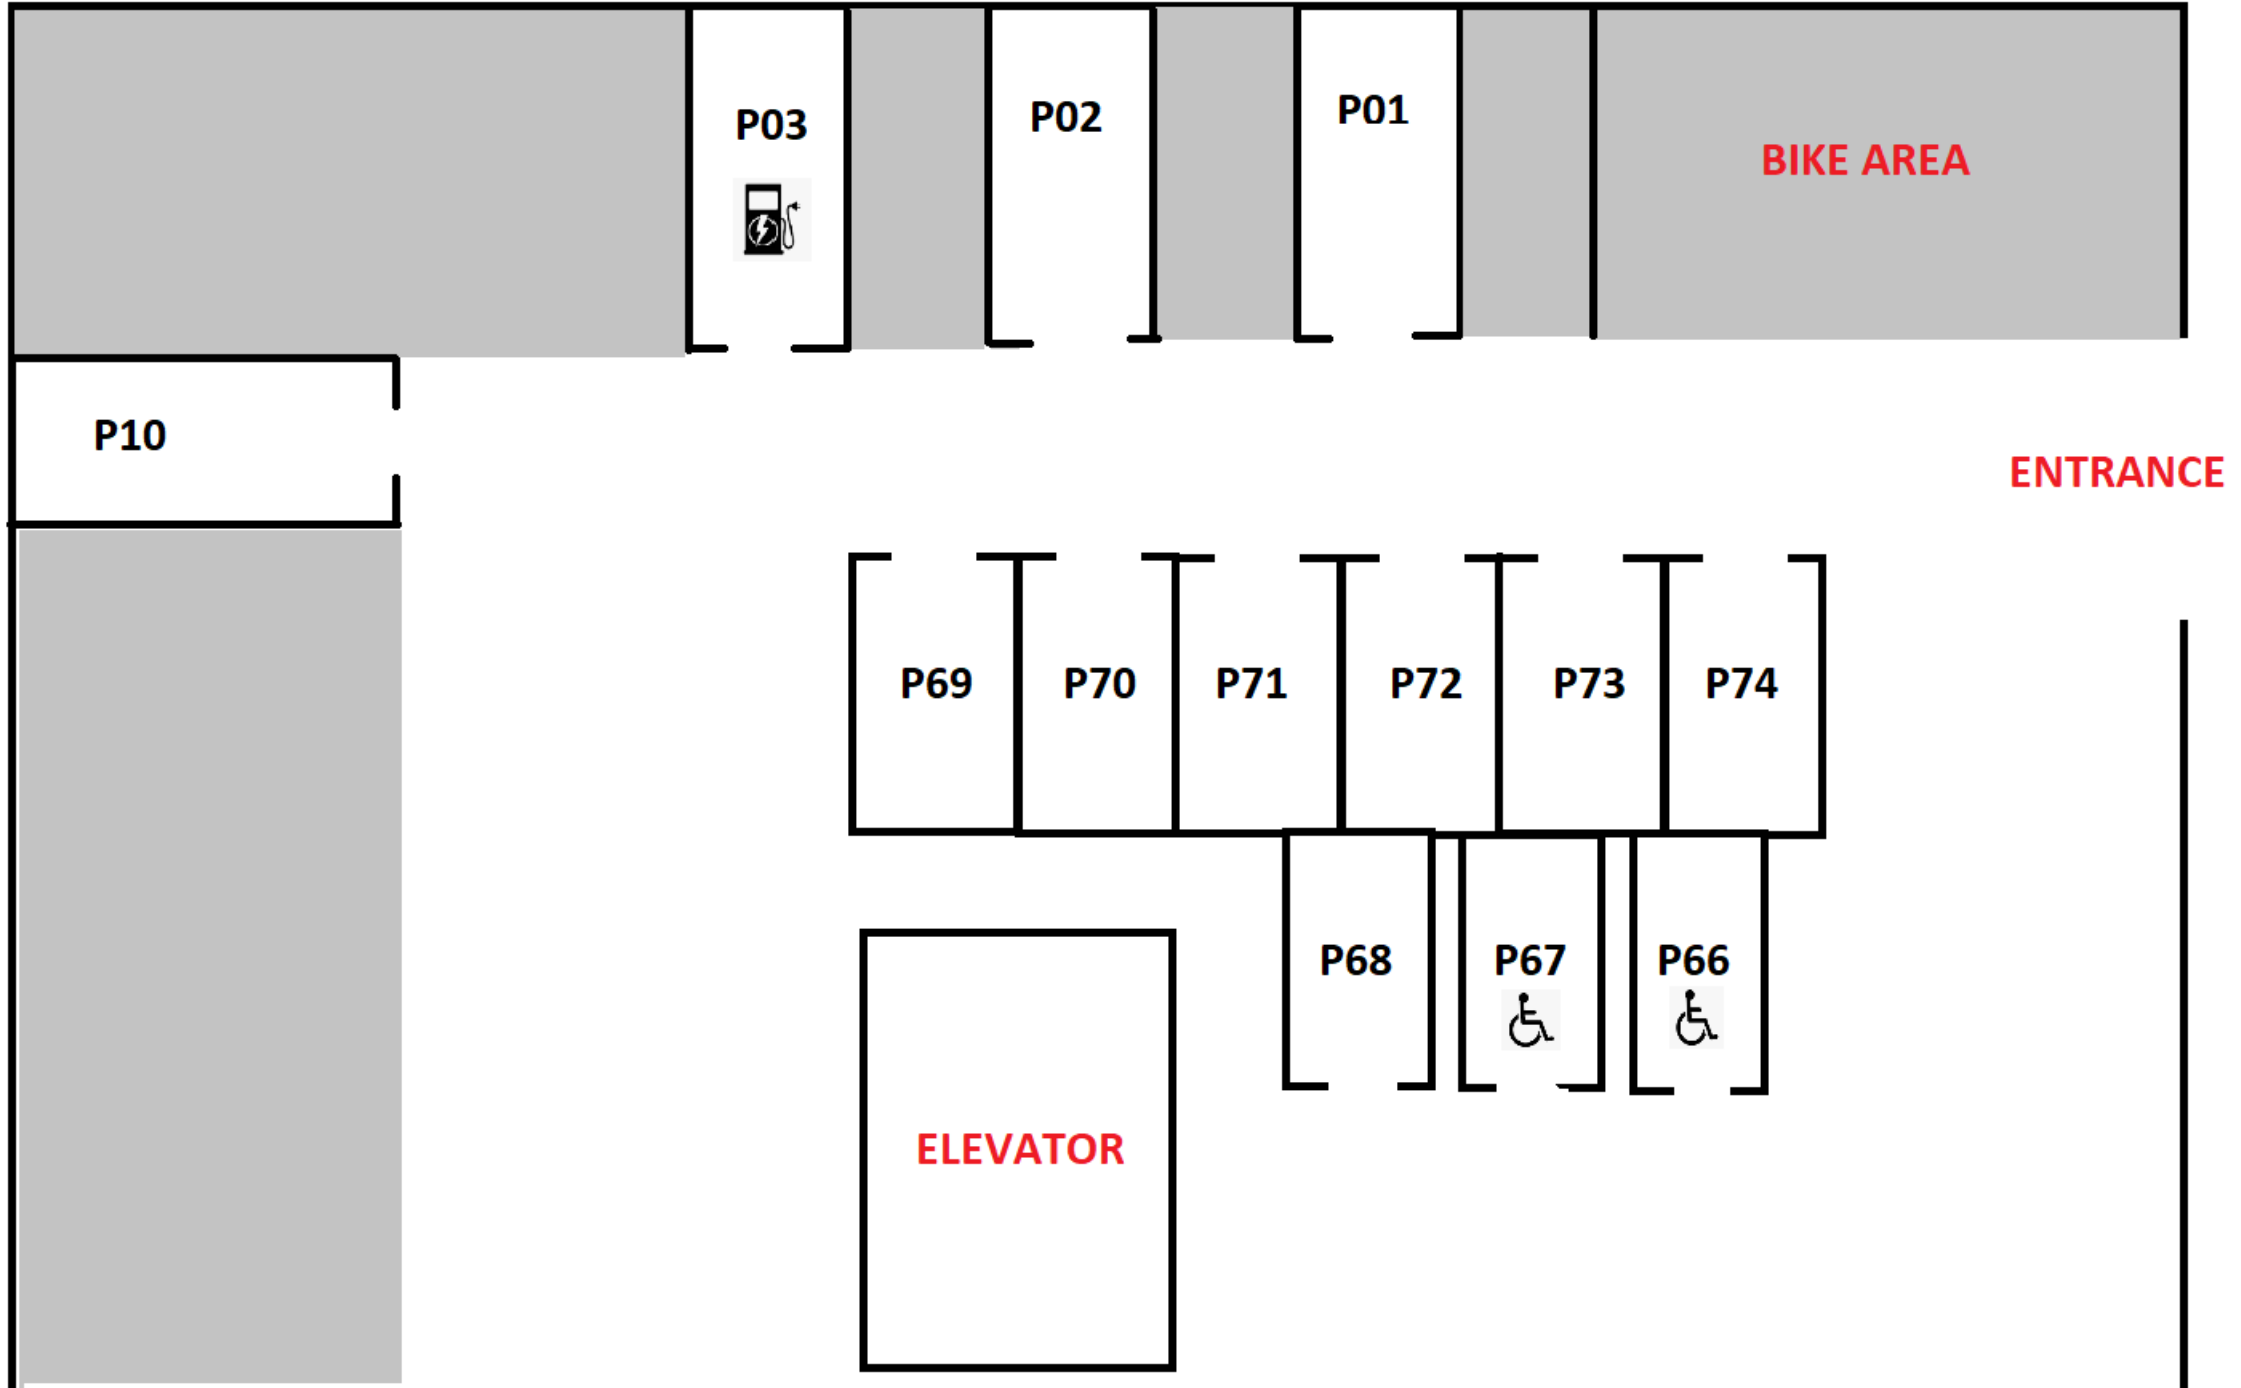 P03
P02
P01
BIKE AREA
P10
ENTRANCE
P69
P70
P71
P72
P73
P74
P68
P67
P66
ELEVATOR